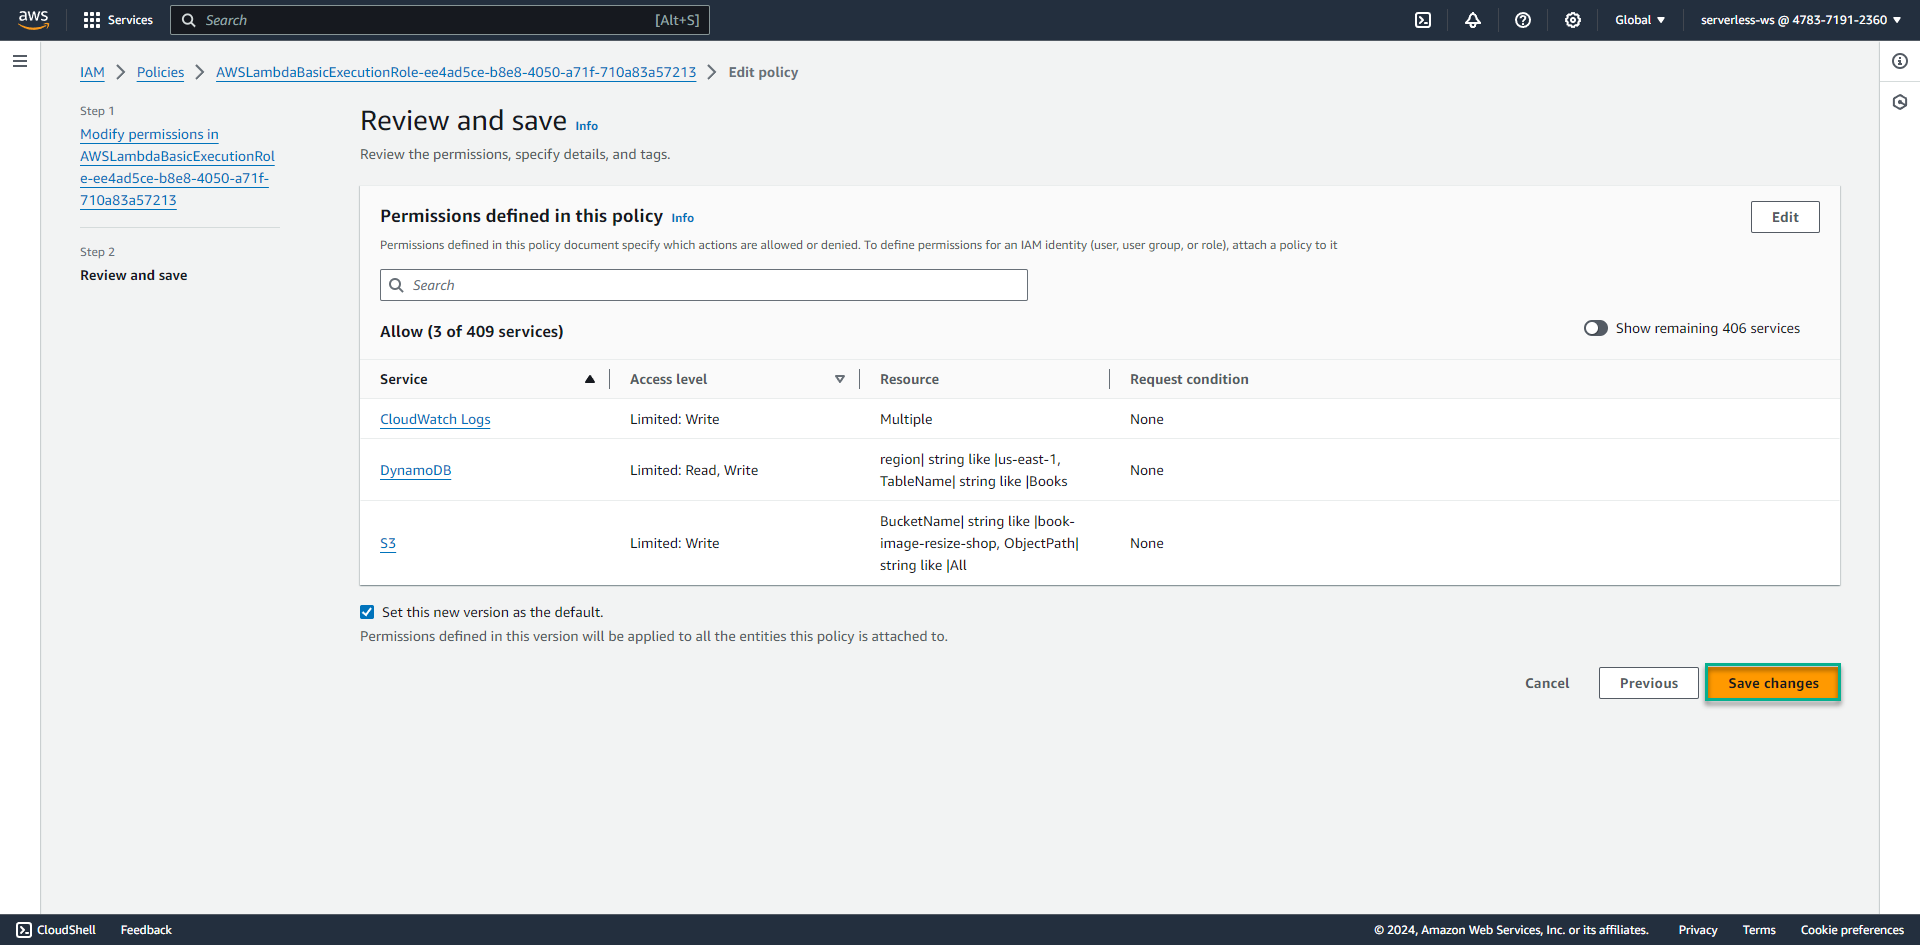 aws
Services
Search
[Alt+S]
Global
serverless-ws @ 4783-7191-2360
IAM
Policies
AWSLambdaBasicExecutionRole-ee4ad5ce-b8e8-4050-a71f-710a83a57213
Edit policy
Step 1
Modify permissions in
AWSLambdaBasicExecutionRol
e-ee4ad5ce-b8e8-4050-a71f-
710a83a57213
Step 2
Review and save
Review and save Info
Review the permissions, specify details, and tags.
Permissions defined in this policy Info
Edit
Permissions defined in this policy document specify which actions are allowed or denied. To define permissions for an IAM identity (user, user group, or role), attach a policy to it
Search
Allow (3 of 409 services)
Show remaining 406 services
Service
Access level
Resource
Request condition
CloudWatch Logs
Limited: Write
Multiple
None
DynamoDB
Limited: Read, Write
region| string like |us-east-1,
TableName| string like |Books
None
S3
Limited: Write
BucketName| string like |book-
image-resize-shop, ObjectPath|
string like |All
None
Set this new version as the default.
Permissions defined in this version will be applied to all the entities this policy is attached to.
Cancel
Previous
Save changes
CloudShell
Feedback
© 2024, Amazon Web Services, Inc. or its affiliates.
Privacy
Terms
Cookie preferences